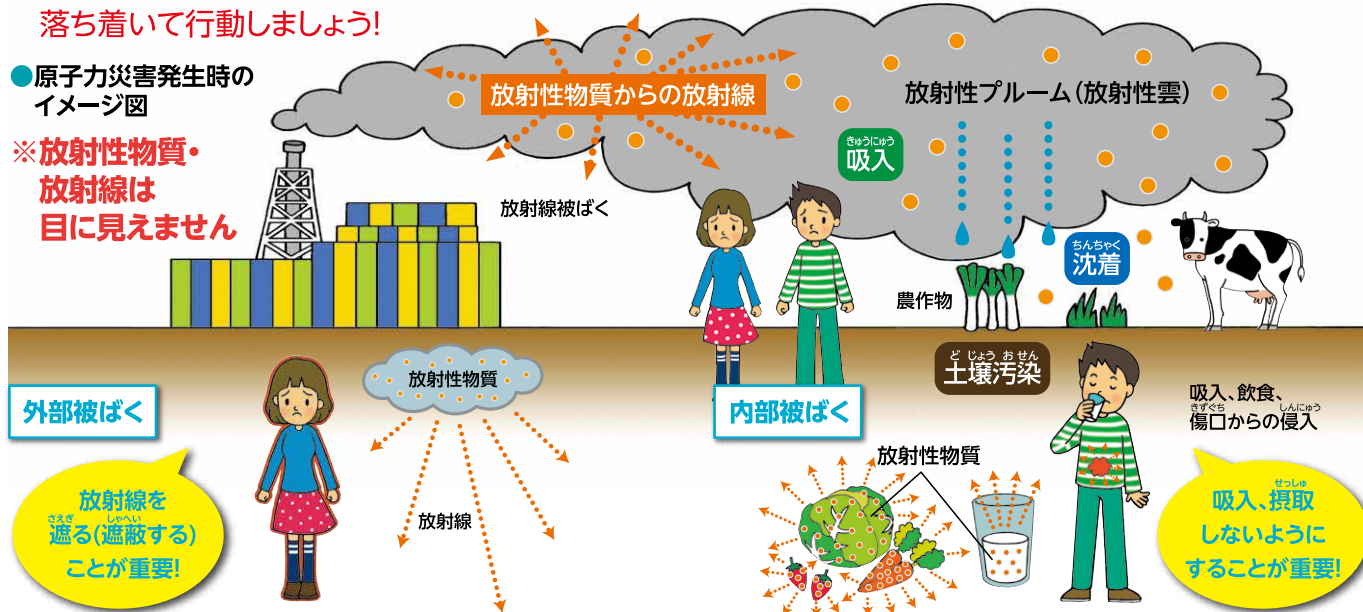 落ち着いて行動しましょう!
●原子力災害発生時の
イメージ図
※放射性物質・
放射線は
目に見えません
放射性物質からの放射線
放射性プルーム(放射性雲)
きゅうにゅう
吸入
放射線被ばく
ちんちゃく
沈着
農作物
ど じょう お せん
土壌汚染
外部被ばく
放射性物質
放射線
放射線を
さえぎ しゃへい
遮る(遮蔽する)
ことが重要!
内部被ばく
吸入、飲食、
きずぐち しんにゅう
傷口からの侵入
放射性物質
せっしゅ
吸入、摂取
しないように
することが重要!